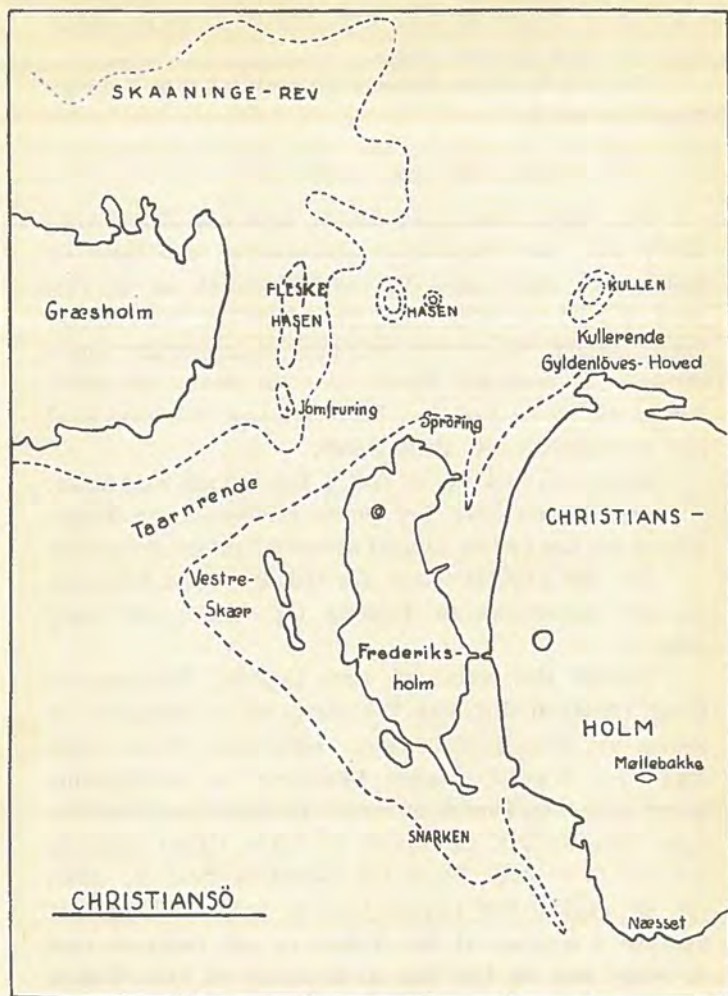 SKAANINGE-REV
Græsholm
FLESKE
HASEN
HASEN
KULLEN
Kullerende
Gyldenlöves-Hoved
Jomfruring
Spröring
Taarnrende
CHRISTIANS-
Vestre-
Skær
Frederiks-
holm
HOLM
Møllebakke
SNARKEN
CHRISTIANSÖ
Næsset